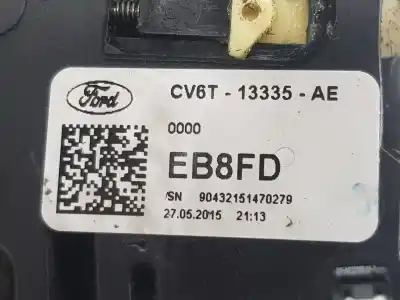 Ford
CV6T - 13335 - AE
0000
EB8FD
/SN 90432151470279
27.05.2015 21:13